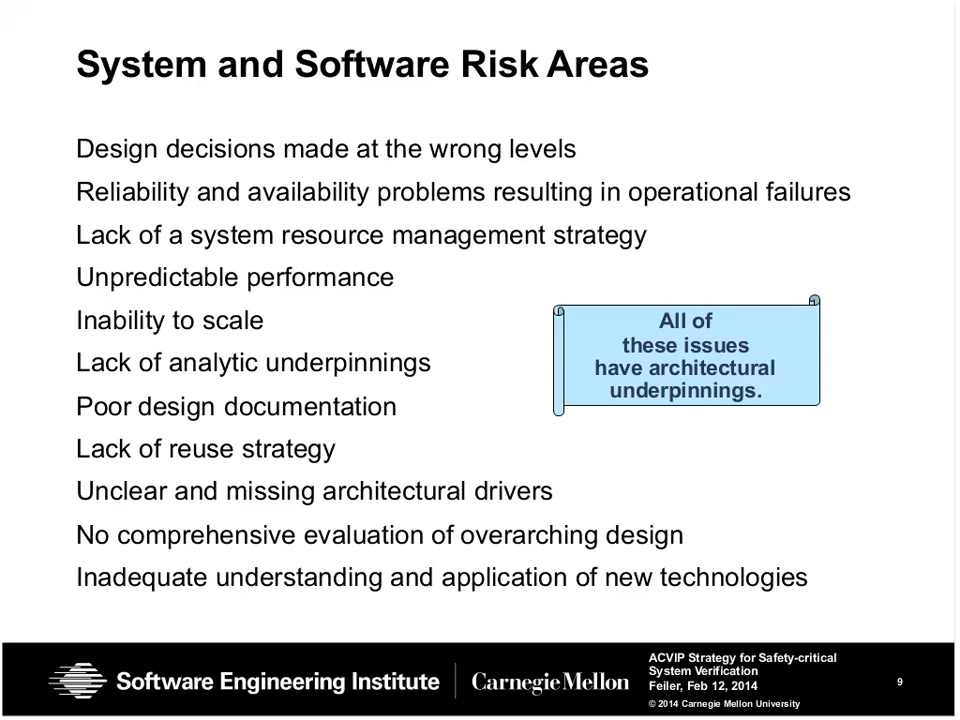 System and Software Risk Areas
Design decisions made at the wrong levels
Reliability and availability problems resulting in operational failures
Lack of a system resource management strategy
Unpredictable performance
Inability to scale
Lack of analytic underpinnings
Poor design documentation
Lack of reuse strategy
Unclear and missing architectural drivers
No comprehensive evaluation of overarching design
Inadequate understanding and application of new technologies
All of
these issues
have architectural
underpinnings.
Software Engineering Institute
Carnegie Mellon
ACVIP Strategy for Safety-critical
System Verification
Feiler, Feb 12, 2014
© 2014 Carnegie Mellon University
9